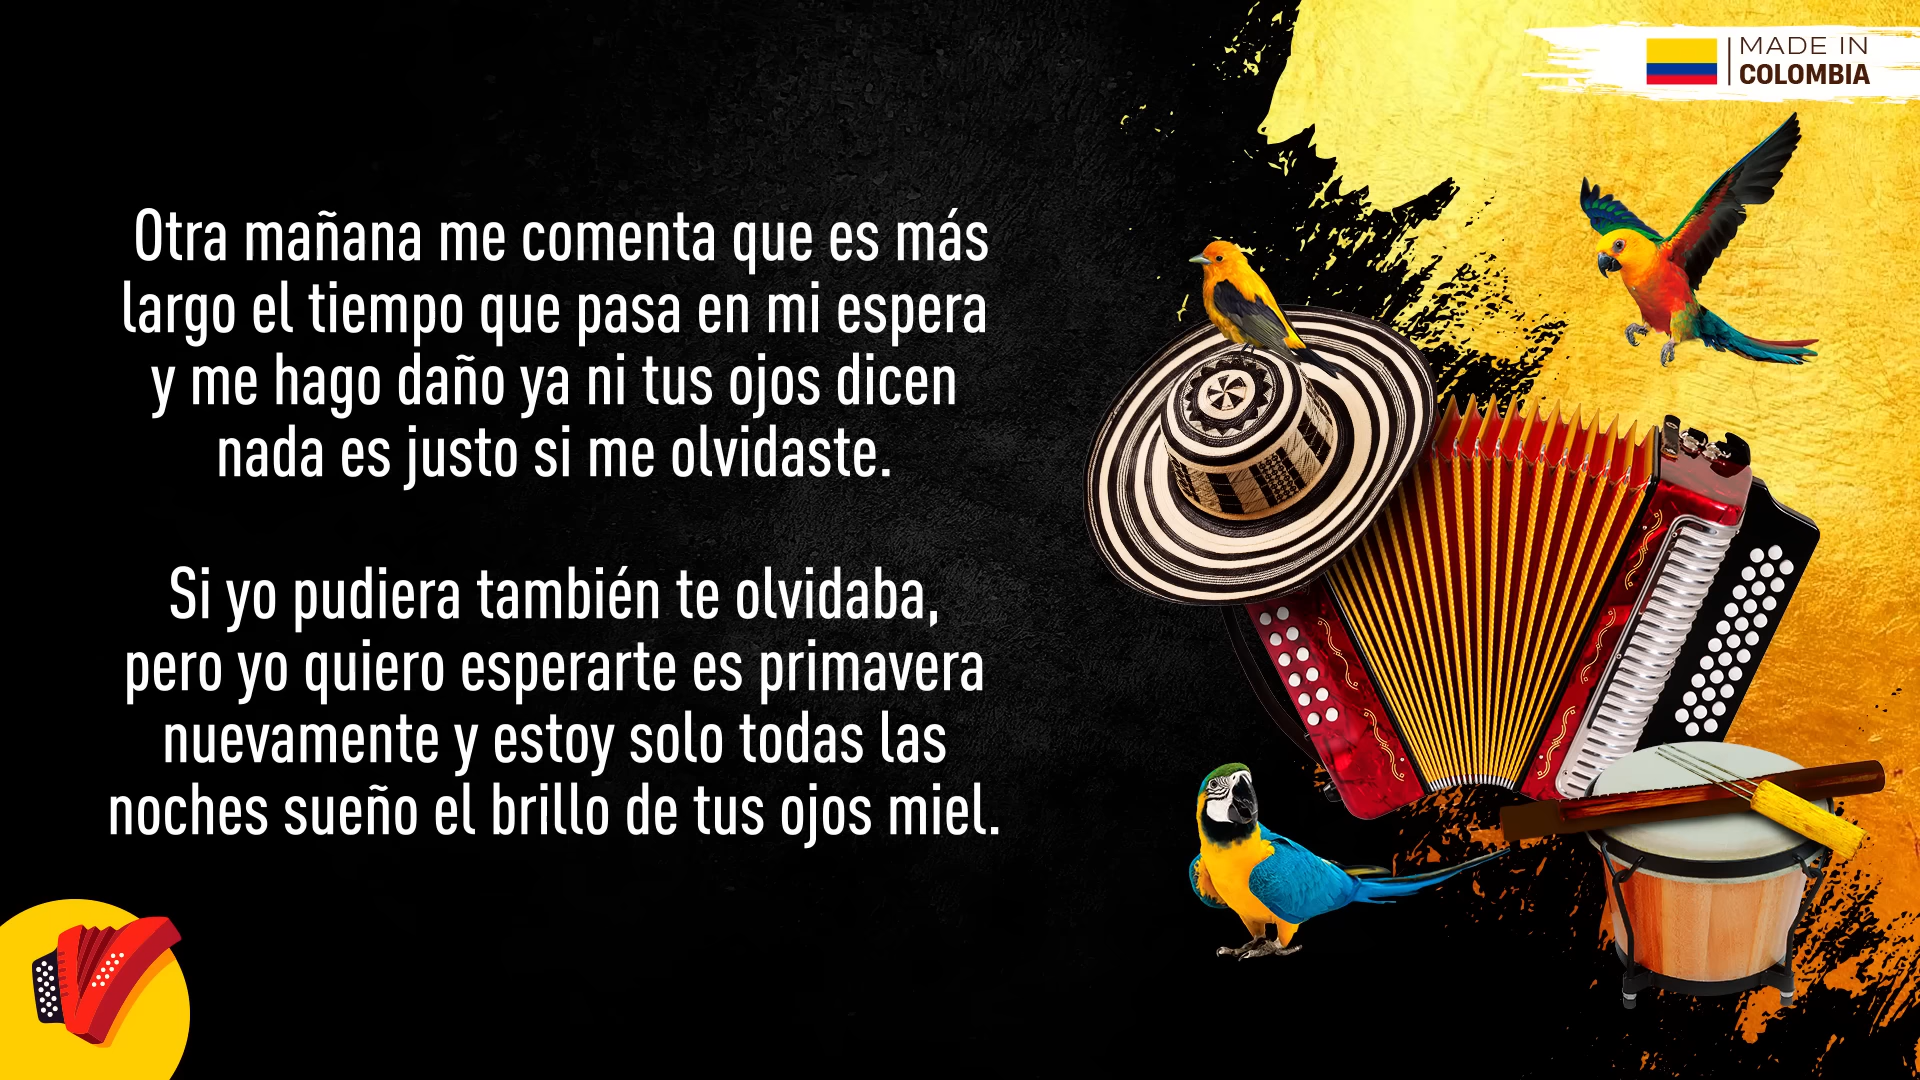 MADE IN
COLOMBIA
Otra mañana me comenta que es más
largo el tiempo que pasa en mi espera
y me hago daño ya ni tus ojos dicen
nada es justo si me olvidaste.
Si yo pudiera también te olvidaba,
pero yo quiero esperarte es primavera
nuevamente y estoy solo todas las
noches sueño el brillo de tus ojos miel.